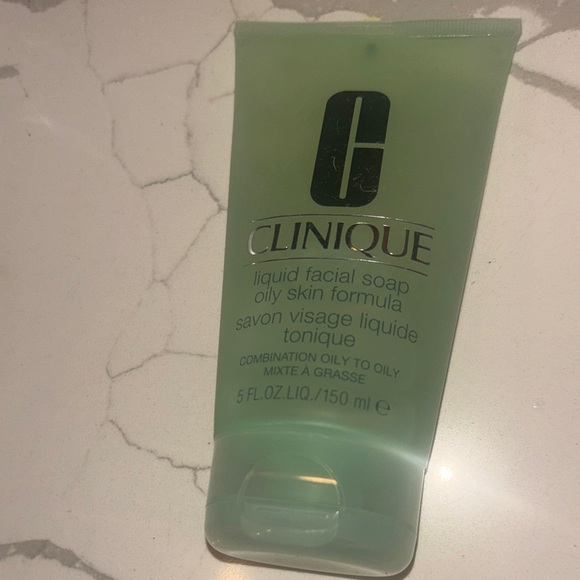 C
CLINIQUE
liquid facial soap
oily skin formula
savon visage liquide
tonique
COMBINATION OILY TO OILY
MIXTE À GRASSE
5 FL.OZ.LIQ./150 ml ℮